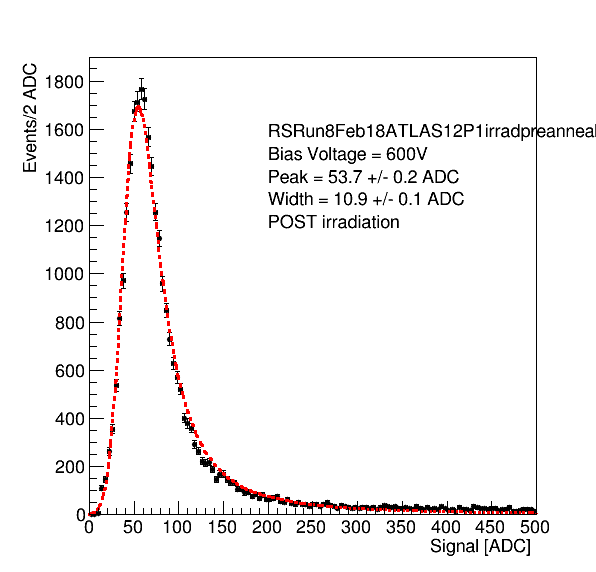 Events/2 ADC
1800
1600
1400
1200
1000
800
600
400
200
0
RSRun8Feb18ATLAS12P1irradpreanneal
Bias Voltage = 600V
Peak = 53.7 +/- 0.2 ADC
Width = 10.9 +/- 0.1 ADC
POST irradiation
0 50 100 150 200 250 300 350 400 450 500
Signal [ADC]